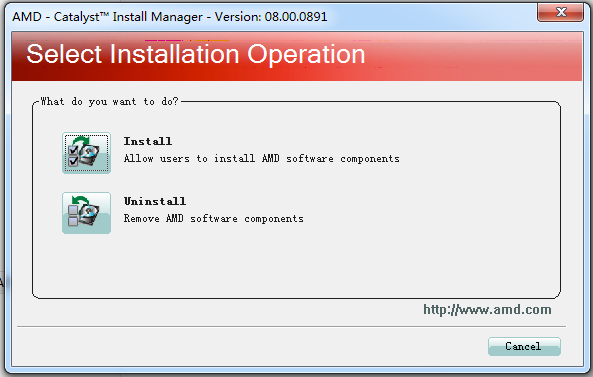 AMD - Catalyst™ Install Manager - Version: 08.00.0891
Select Installation Operation
What do you want to do?
Install
Allow users to install AMD software components
Uninstall
Remove AMD software components
http://www.amd.com
Cancel